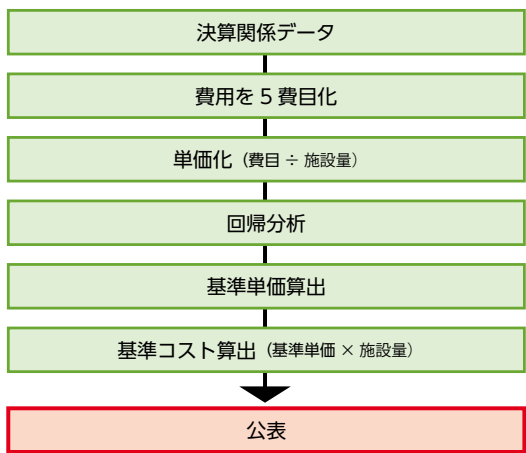 決算関係データ
費用を5費目化
単価化（費目÷施設量）
回帰分析
基準単価算出
基準コスト算出（基準単価×施設量）
公表